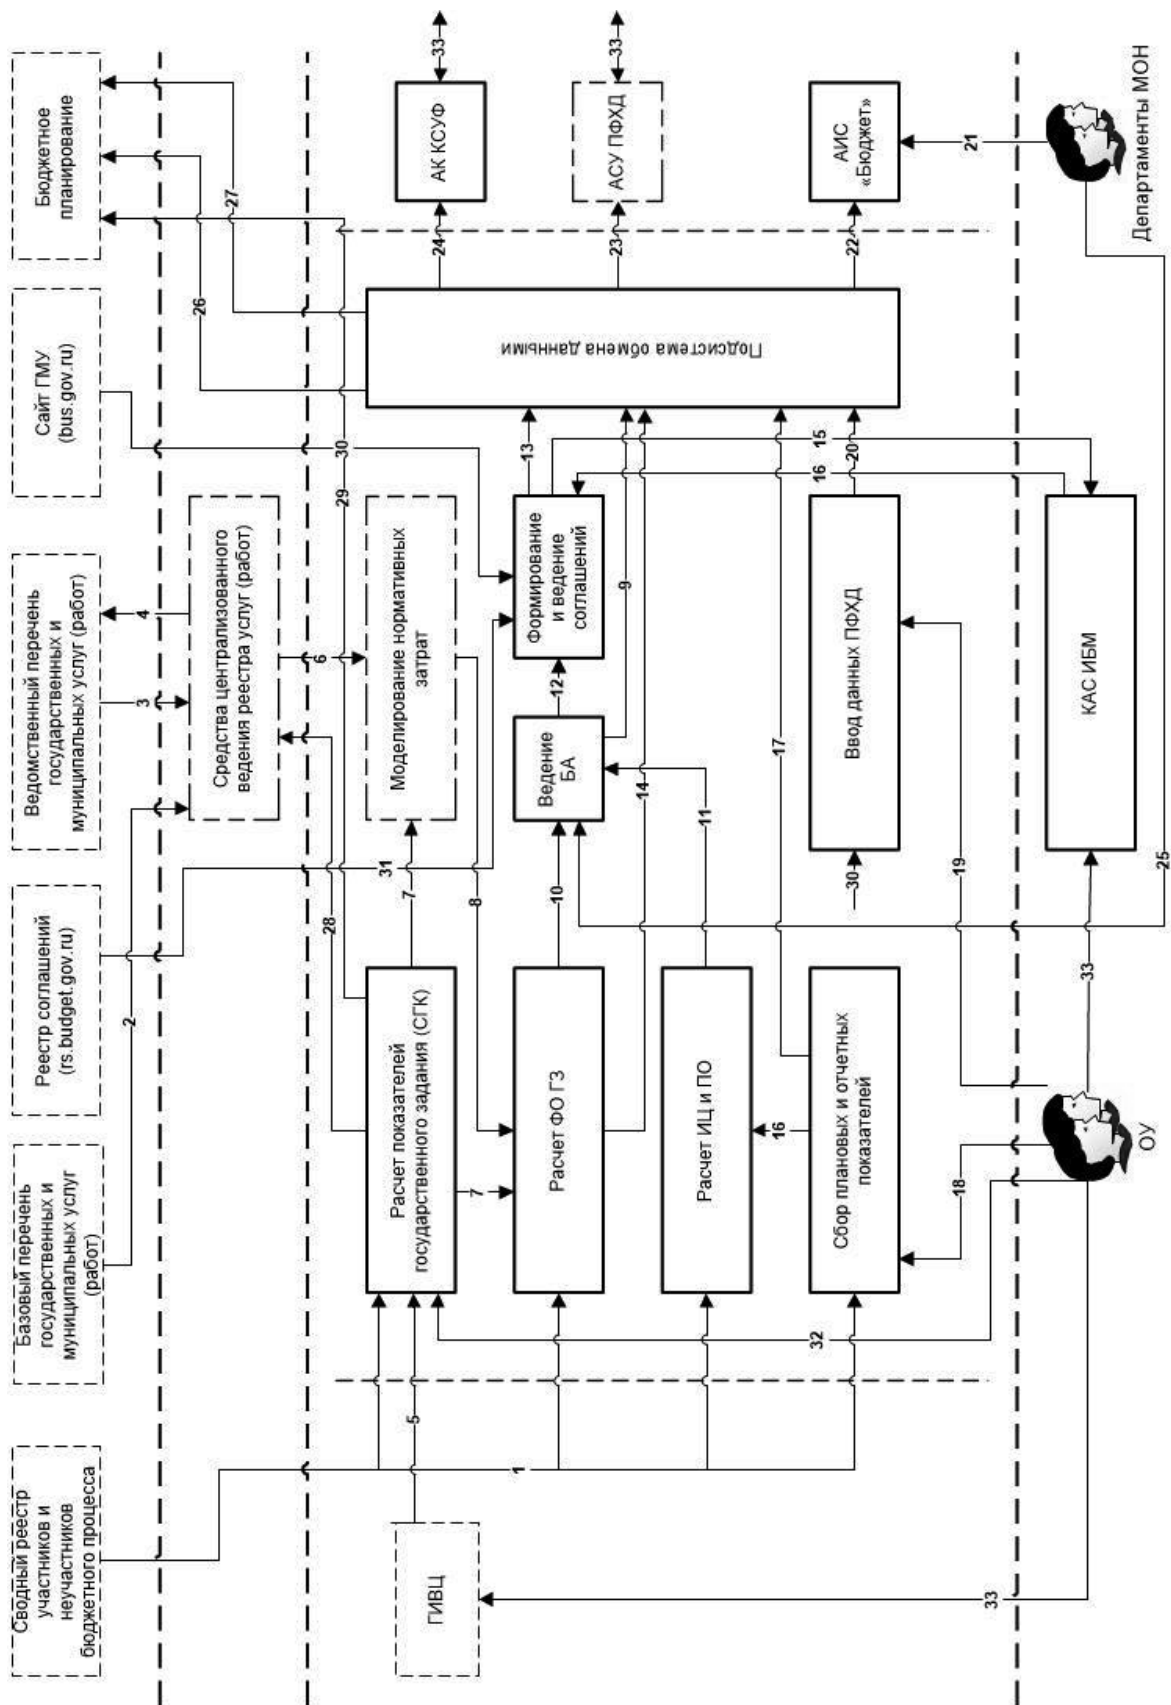 Сводный реестр
участников и
неучастников
бюджетного процесса
Базовый перечень
государственных и
муниципальных услуг
(работ)
Реестр соглашений
(rs.budget.gov.ru)
Ведомственный перечень
государственных и
муниципальных услуг (работ)
Сайт ГМУ
(bus.gov.ru)
Бюджетное
планирование
2
3
4
Средства централизованного
ведения реестра услуг (работ)
28
31
6
29
30
26
27
ГИВЦ
5
1
Расчет показателей
государственного задания (СГК)
7
8
Моделирование нормативных
затрат
24
АК КСУФ
33
7
Расчет ФО ГЗ
10
Ведение
БА
12
Формирование
и ведение
соглашений
13
9
14
Подсистема обмена данными
23
АСУ ПФХД
33
Расчет ИЦ и ПО
11
16
17
16
15
Сбор плановых и отчетных
показателей
30
Ввод данных ПФХД
20
22
АИС
«Бюджет»
32
18
19
21
33
33
КАС ИБМ
25
ОУ
Департаменты МОН